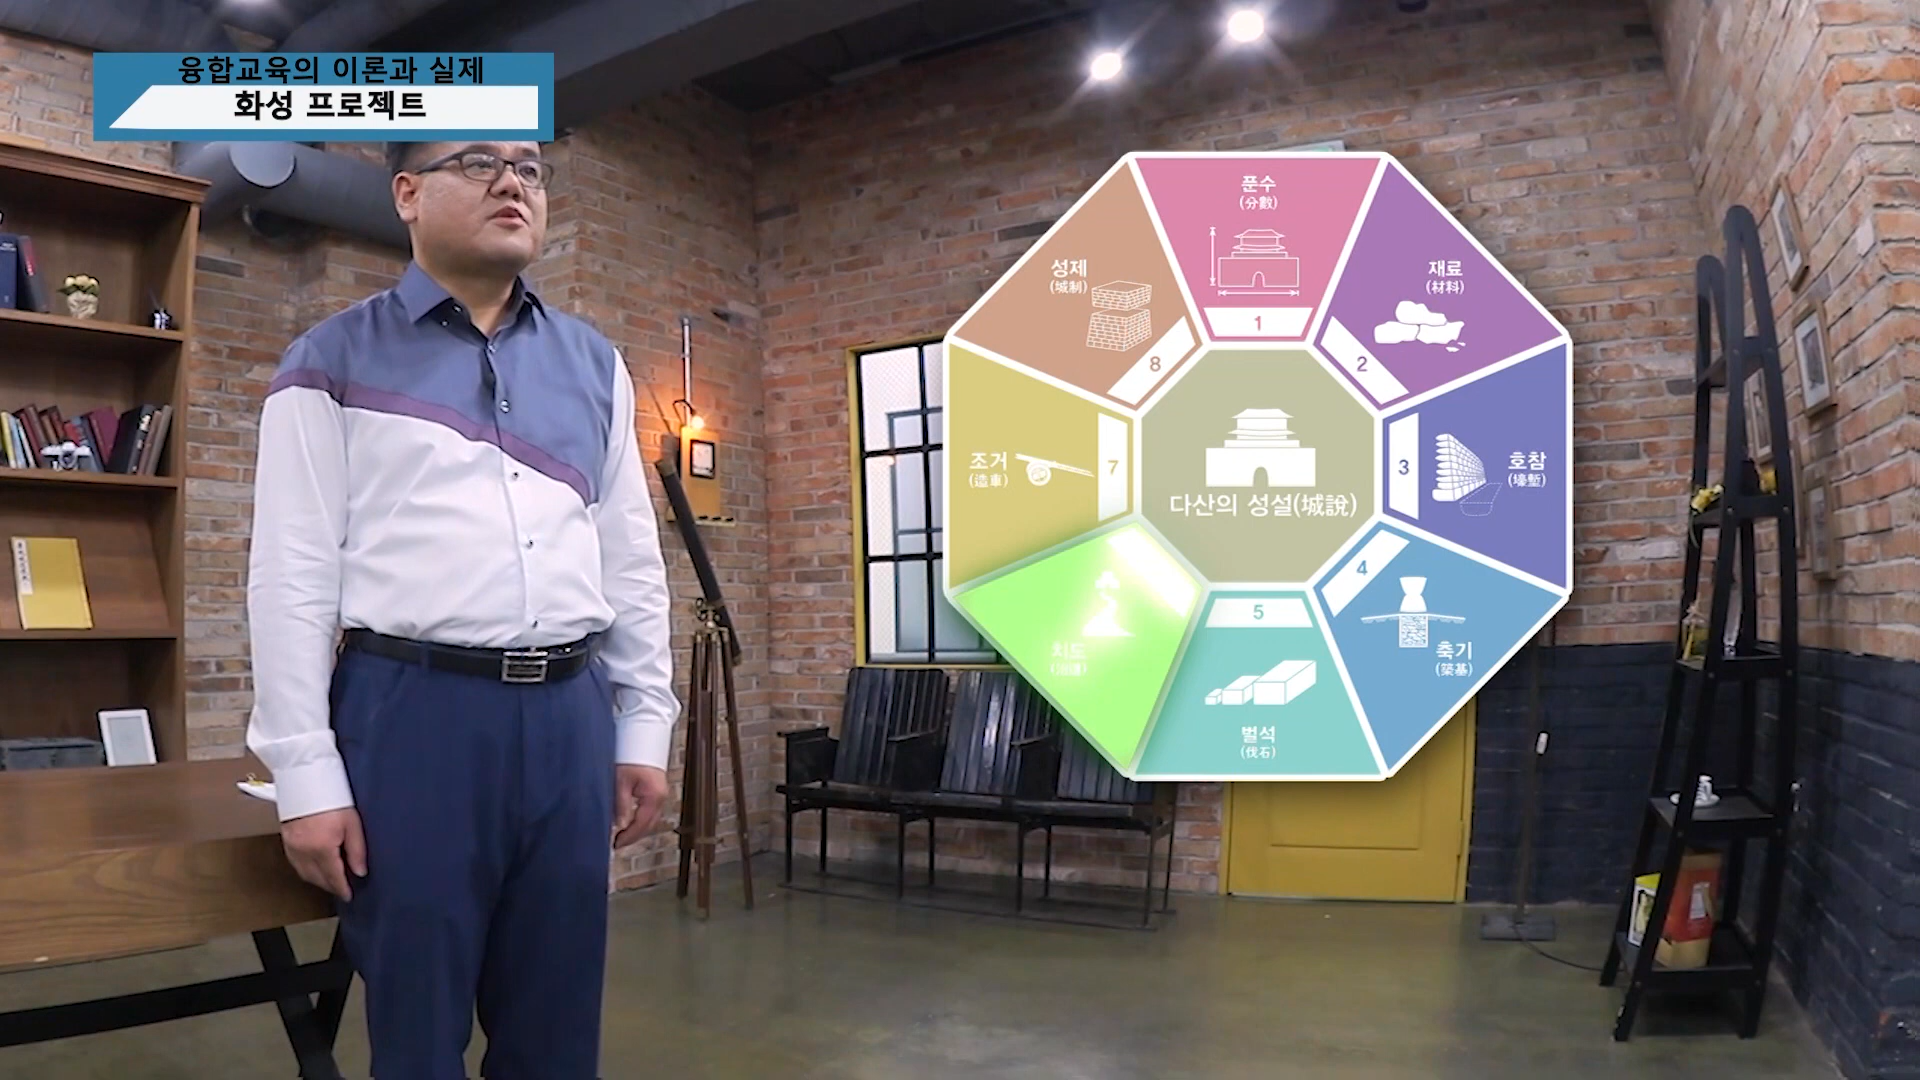 융합교육의 이론과 실제
화성 프로젝트
푼수
(分數)
1
재료
(材料)
2
호참
(壕塹)
3
축기
(築基)
4
5
벌석
(伐石)
치도
조거
(造車)
7
성제
(城制)
8
다산의 성설(城說)